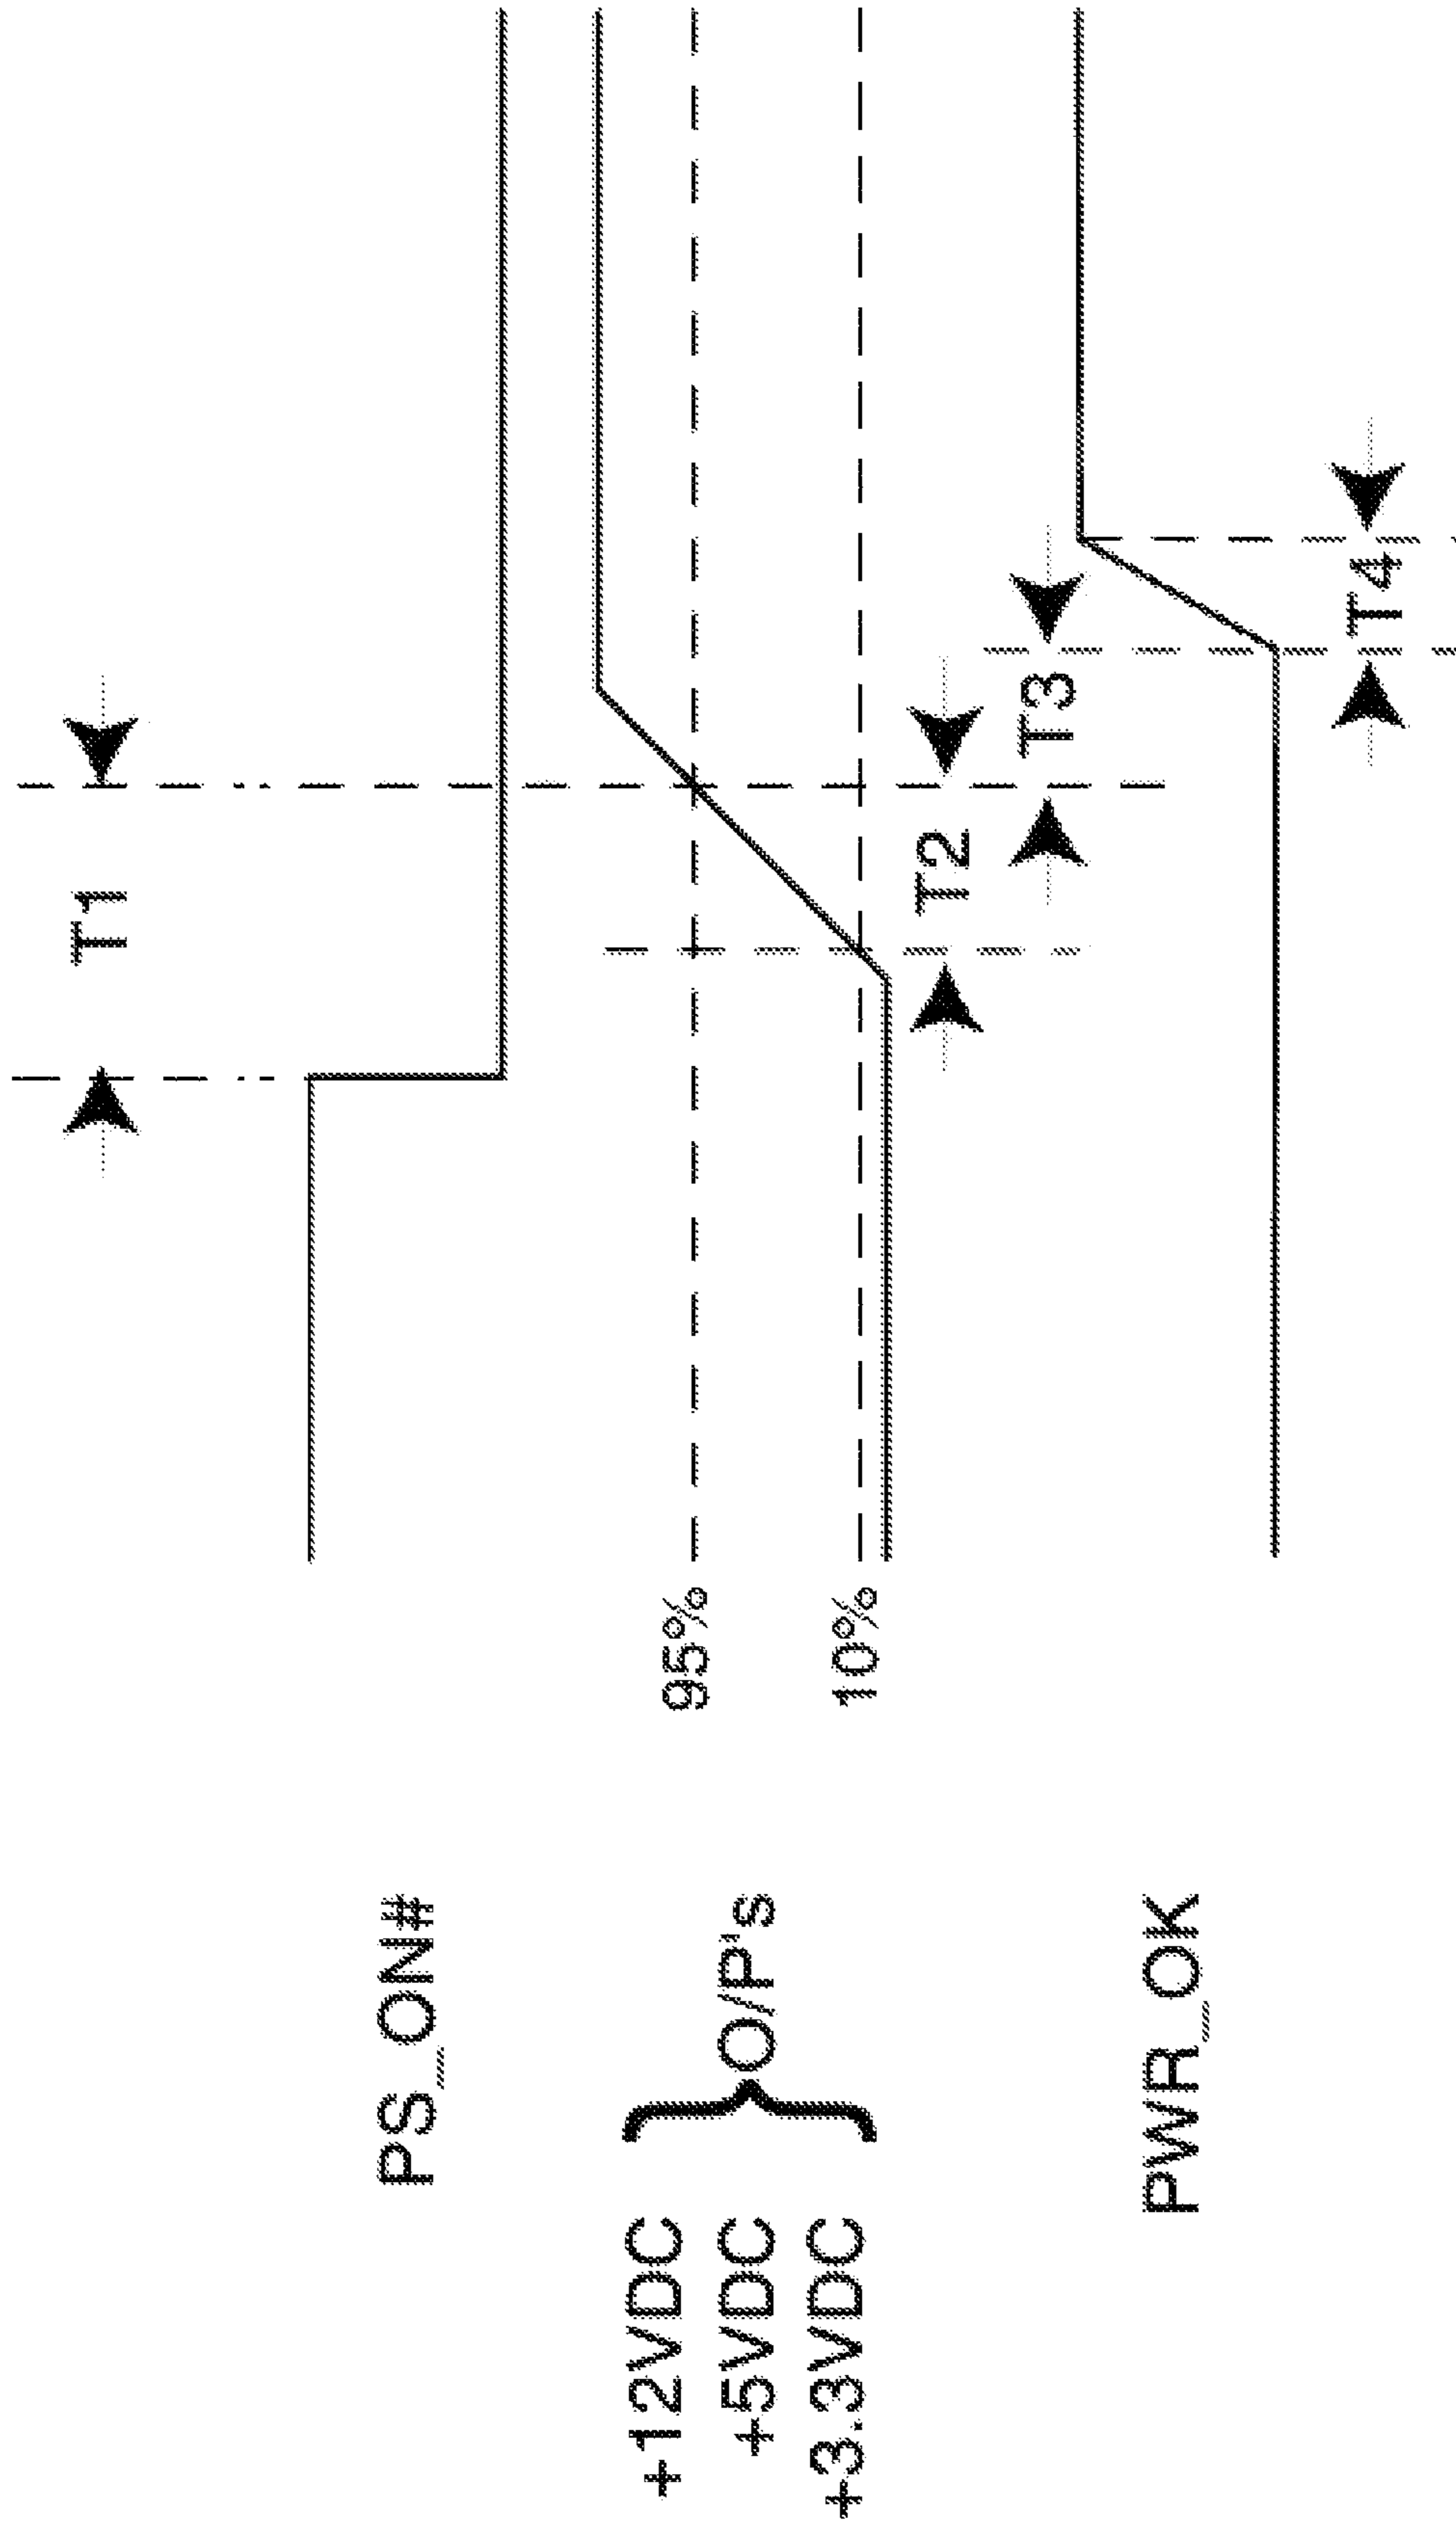 T1
PS_ON#
+12VDC
+5VDC
+3.3VDC
O/P's
95%
10%
T2
T3
PWR_OK
T4